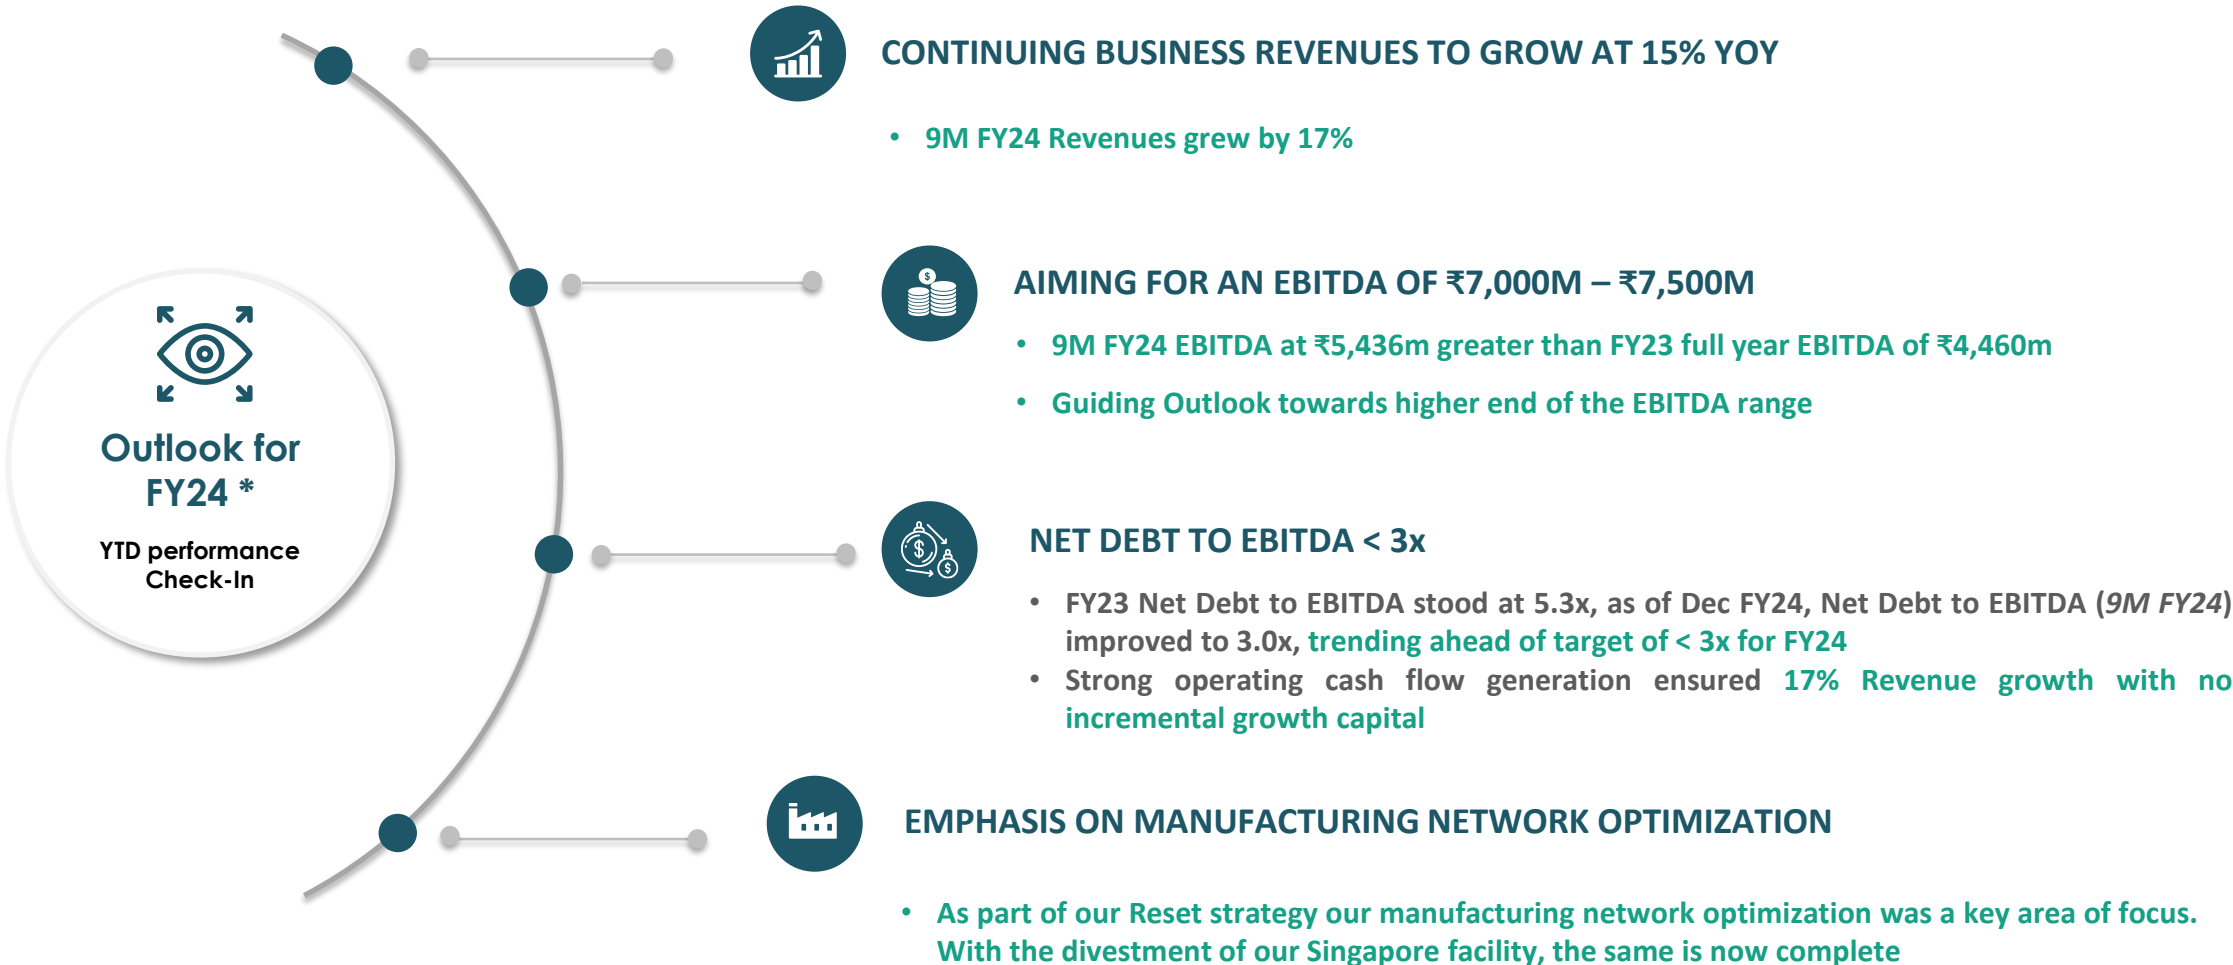 Outlook for
FY24 *
YTD performance
Check-In
CONTINUING BUSINESS REVENUES TO GROW AT 15% YOY
• 9M FY24 Revenues grew by 17%
AIMING FOR AN EBITDA OF ₹7,000M – ₹7,500M
• 9M FY24 EBITDA at ₹5,436m greater than FY23 full year EBITDA of ₹4,460m
• Guiding Outlook towards higher end of the EBITDA range
NET DEBT TO EBITDA < 3x
• FY23 Net Debt to EBITDA stood at 5.3x, as of Dec FY24, Net Debt to EBITDA (9M FY24)
improved to 3.0x, trending ahead of target of < 3x for FY24
• Strong operating cash flow generation ensured 17% Revenue growth with no
incremental growth capital
EMPHASIS ON MANUFACTURING NETWORK OPTIMIZATION
• As part of our Reset strategy our manufacturing network optimization was a key area of focus.
With the divestment of our Singapore facility, the same is now complete